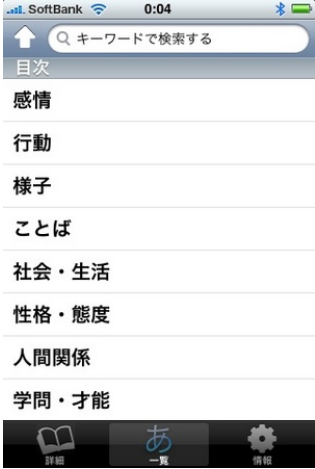 SoftBank 0:04
キーワードで検索する
目次
感情
行動
様子
ことば
社会・生活
性格・態度
人間関係
学問・才能
あ
詳細 一覧 情報